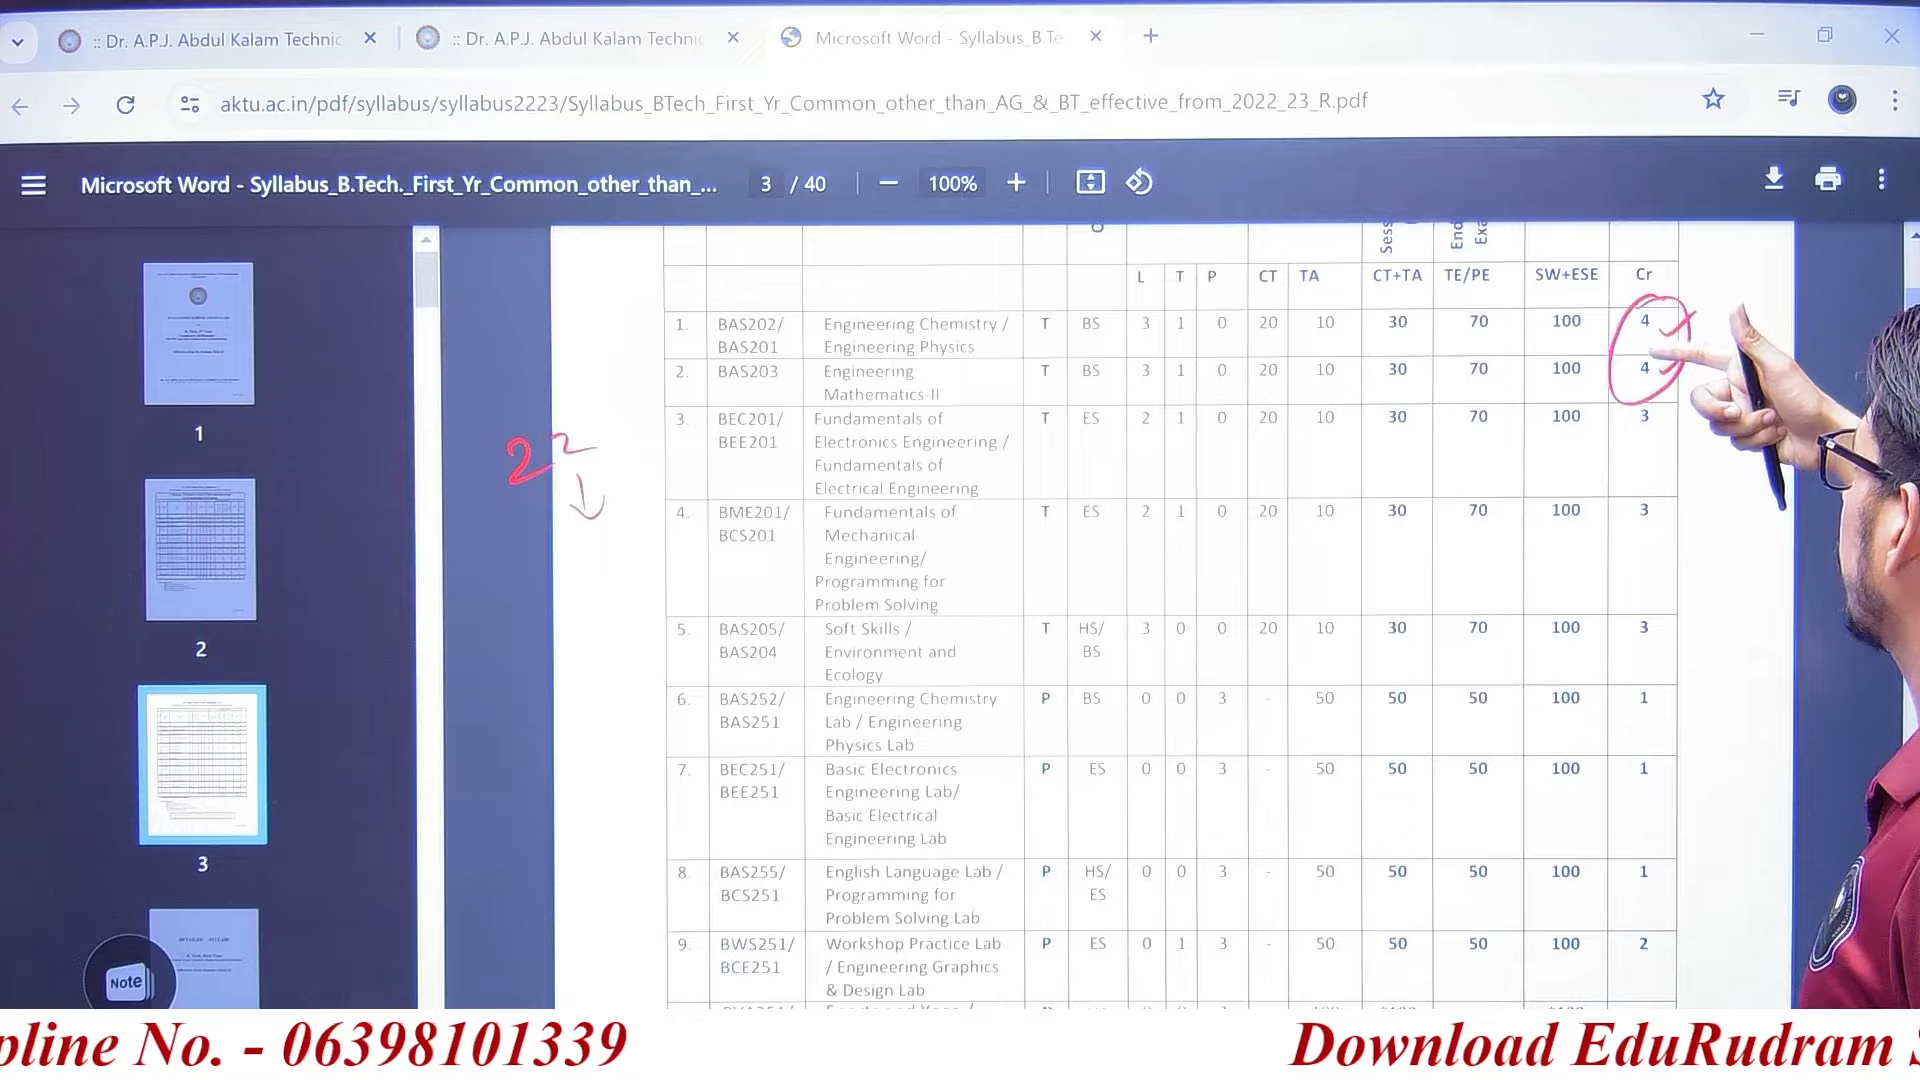 :: Dr. A.P.J. Abdul Kalam Technic
:: Dr. A.P.J. Abdul Kalam Technic
Microsoft Word - Syllabus_B.Te
aktu.ac.in/pdf/syllabus/syllabus2223/Syllabus_BTech_First_Yr_Common_other_than_AG_&_BT_effective_from_2022_23_R.pdf
Microsoft Word - Syllabus_B.Tech._First_Yr_Common_other_than_...
3 / 40
100%
Sess
End
Exa
L T P CT TA CT+TA TE/PE SW+ESE Cr
1. BAS202/ Engineering Chemistry / T BS 3 1 0 20 10 30 70 100 4
BAS201 Engineering Physics
2. BAS203 Engineering T BS 3 1 0 20 10 30 70 100 4
Mathematics-II
3. BEC201/ Fundamentals of T ES 2 1 0 20 10 30 70 100 3
BEE201 Electronics Engineering /
Fundamentals of
Electrical Engineering
4. BME201/ Fundamentals of T ES 2 1 0 20 10 30 70 100 3
BCS201 Mechanical
Engineering/
Programming for
Problem Solving
5. BAS205/ Soft Skills / T HS/ 3 0 0 20 10 30 70 100 3
BAS204 Environment and BS
Ecology
6. BAS252/ Engineering Chemistry P BS 0 0 3 - 50 50 50 100 1
BAS251 Lab / Engineering
Physics Lab
7. BEC251/ Basic Electronics P ES 0 0 3 - 50 50 50 100 1
BEE251 Engineering Lab/
Basic Electrical
Engineering Lab
8. BAS255/ English Language Lab / P HS/ 0 0 3 - 50 50 50 100 1
BCS251 Programming for ES
Problem Solving Lab
9. BWS251/ Workshop Practice Lab P ES 0 1 3 - 50 50 50 100 2
BCE251 / Engineering Graphics
& Design Lab
22
1
2
3
Note
pline No. - 06398101339
Download EduRudram